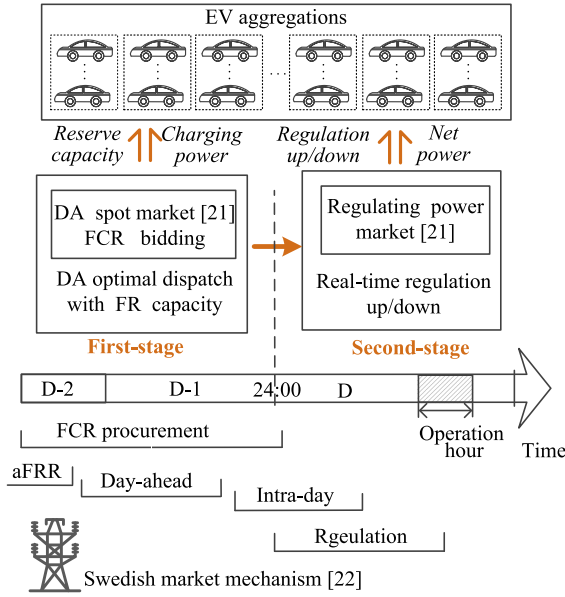 EV aggregations
...
Reserve capacity
Charging power
Regulation up/down
Net power
DA spot market [21]
FCR bidding
DA optimal dispatch
with FR capacity
Regulating power
market [21]
Real-time regulation
up/down
First-stage
Second-stage
D-2
D-1
24:00
D
FCR procurement
Operation
hour
Time
aFRR
Day-ahead
Intra-day
Rgeulation
Swedish market mechanism [22]